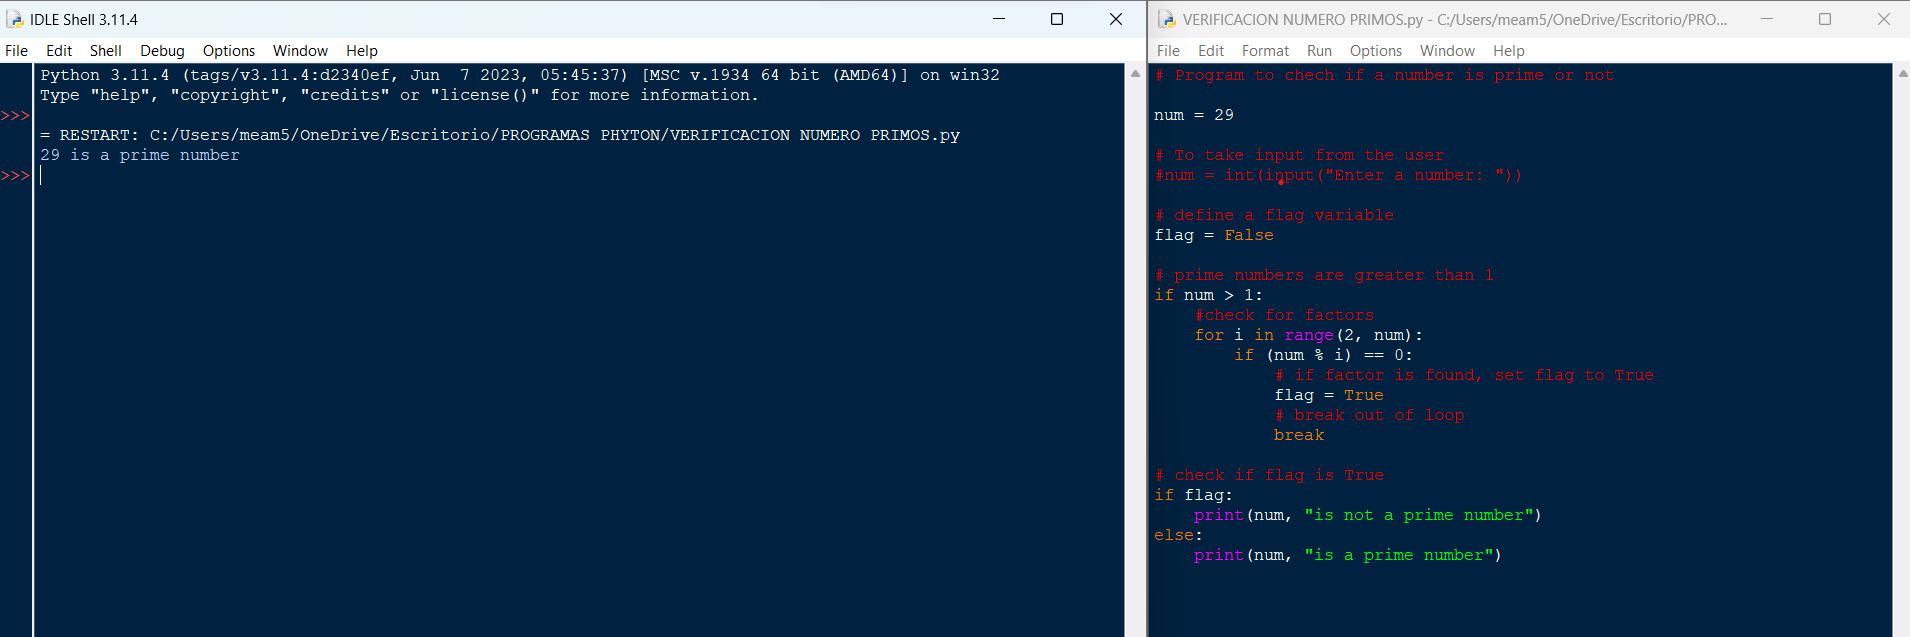 IDLE Shell 3.11.4
File Edit Shell Debug Options Window Help
Python 3.11.4 (tags/v3.11.4:d2340ef, Jun  7 2023, 05:45:37) [MSC v.1934 64 bit (AMD64)] on win32
Type "help", "copyright", "credits" or "license()" for more information.
>>>
= RESTART: C:/Users/meam5/OneDrive/Escritorio/PROGRAMAS PHYTON/VERIFICACION NUMERO PRIMOS.py
29 is a prime number
>>>
VERIFICACION NUMERO PRIMOS.py - C:/Users/meam5/OneDrive/Escritorio/PRO...
File Edit Format Run Options Window Help
# Program to chech if a number is prime or not
num = 29
# To take input from the user
#num = int(input("Enter a number: "))
# define a flag variable
flag = False
# prime numbers are greater than 1
if num > 1:
    #check for factors
    for i in range(2, num):
        if (num % i) == 0:
            # if factor is found, set flag to True
            flag = True
            # break out of loop
            break
# check if flag is True
if flag:
    print(num, "is not a prime number")
else:
    print(num, "is a prime number")